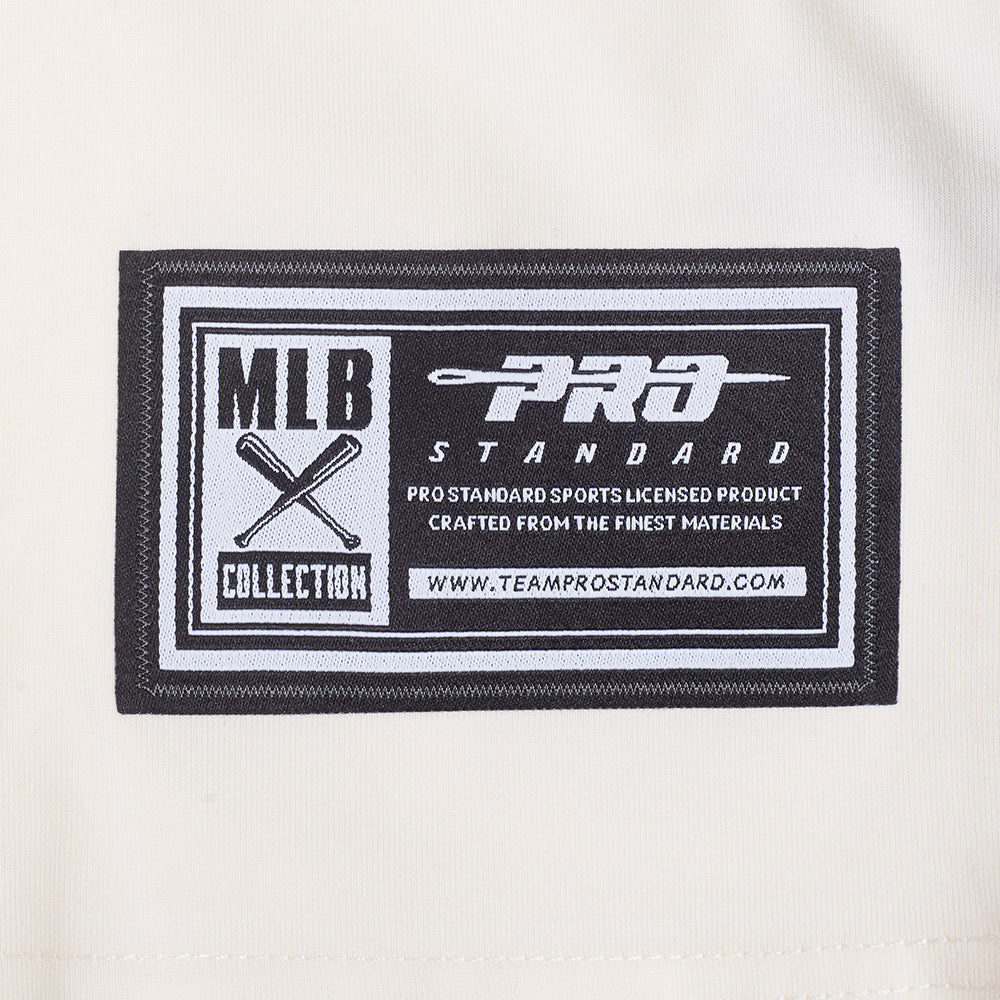 MLB
COLLECTION
PRO
STANDARD
PRO STANDARD SPORTS LICENSED PRODUCT
CRAFTED FROM THE FINEST MATERIALS
WWW.TEAMPROSTANDARD.COM